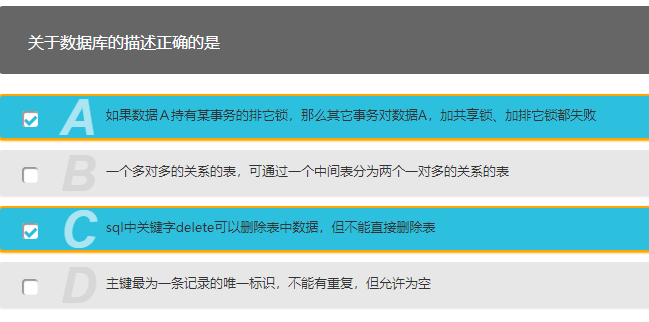 关于数据库的描述正确的是
A 如果数据A持有某事务的排它锁，那么其它事务对数据A，加共享锁、加排它锁都失败
B 一个多对多的关系的表，可通过一个中间表分为两个一对多的关系的表
C sql中关键字delete可以删除表中数据，但不能直接删除表
D 主键最为一条记录的唯一标识，不能有重复，但允许为空